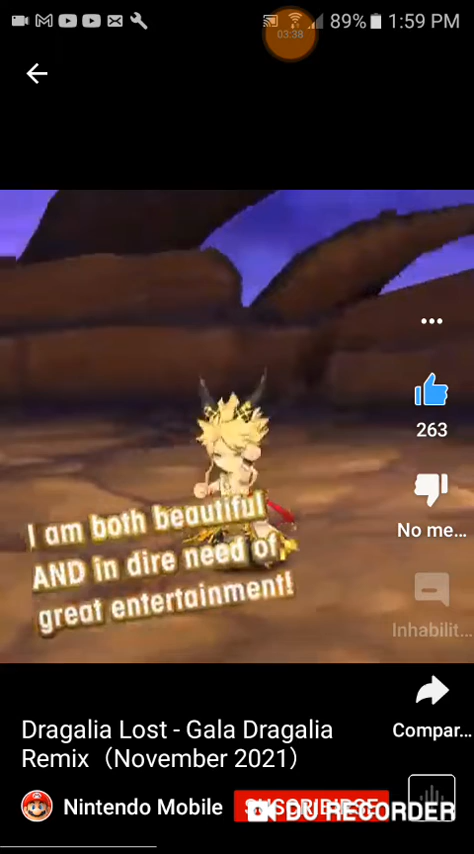 89% 1:59 PM
03:38
I am both beautiful
AND in dire need of
great entertainment!
263
No me...
Inhabilit...
Compar...
Dragalia Lost - Gala Dragalia
Remix（November 2021）
Nintendo Mobile
SUSCRIBIRSE
DU RECORDER